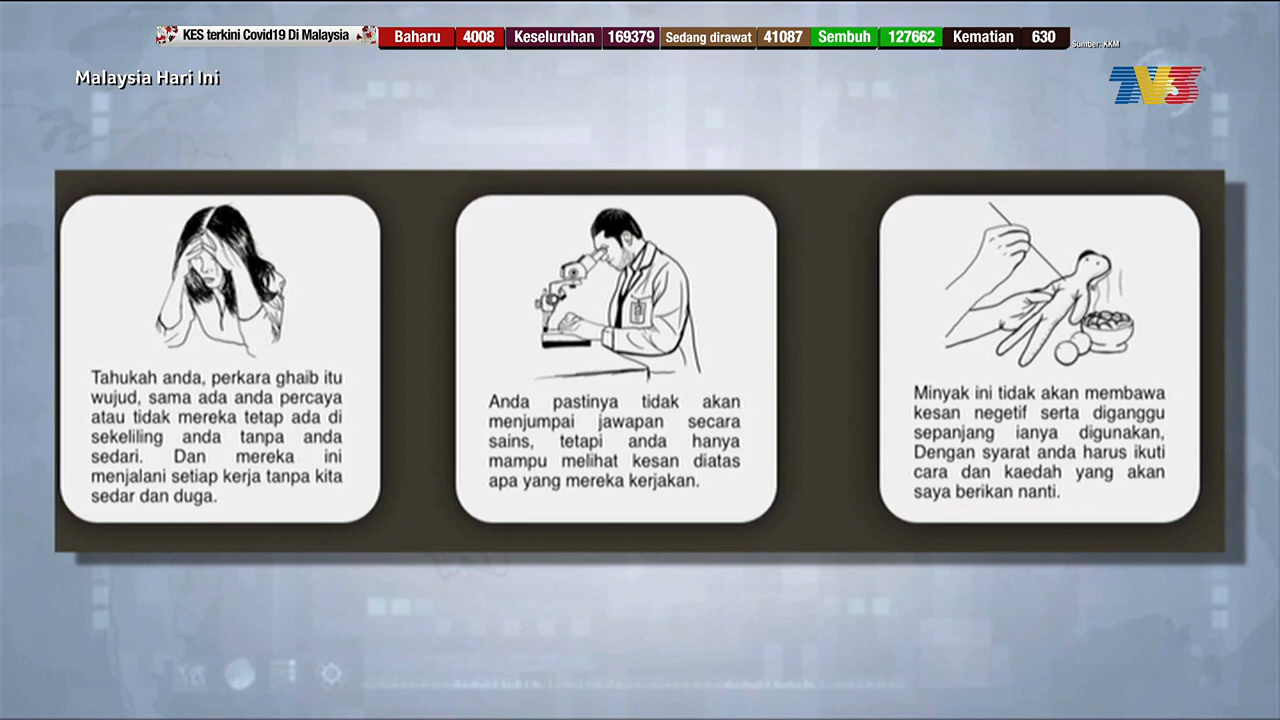 KES terkini Covid19 Di Malaysia Baharu 4008 Keseluruhan 169379 Sedang dirawat 41087 Sembuh 127662 Kematian 630
Sumber: KKM
Malaysia Hari Ini
TV3
Tahukah anda, perkara ghaib itu
wujud, sama ada anda percaya
atau tidak mereka tetap ada di
sekeliling anda tanpa anda
sedari. Dan mereka ini
menjalani setiap kerja tanpa kita
sedar dan duga.
Anda pastinya tidak akan
menjumpai jawapan secara
sains, tetapi anda hanya
mampu melihat kesan diatas
apa yang mereka kerjakan.
Minyak ini tidak akan membawa
kesan negetif serta diganggu
sepanjang ianya digunakan,
Dengan syarat anda harus ikuti
cara dan kaedah yang akan
saya berikan nanti.